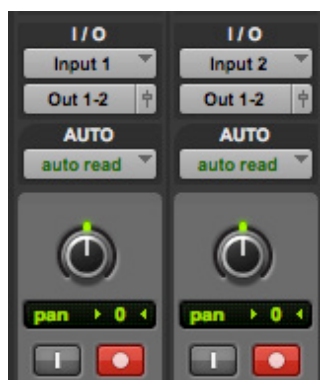 I/O I/O
Input 1 Input 2
Out 1-2 Out 1-2
AUTO AUTO
auto read auto read
pan 0 pan 0
I I